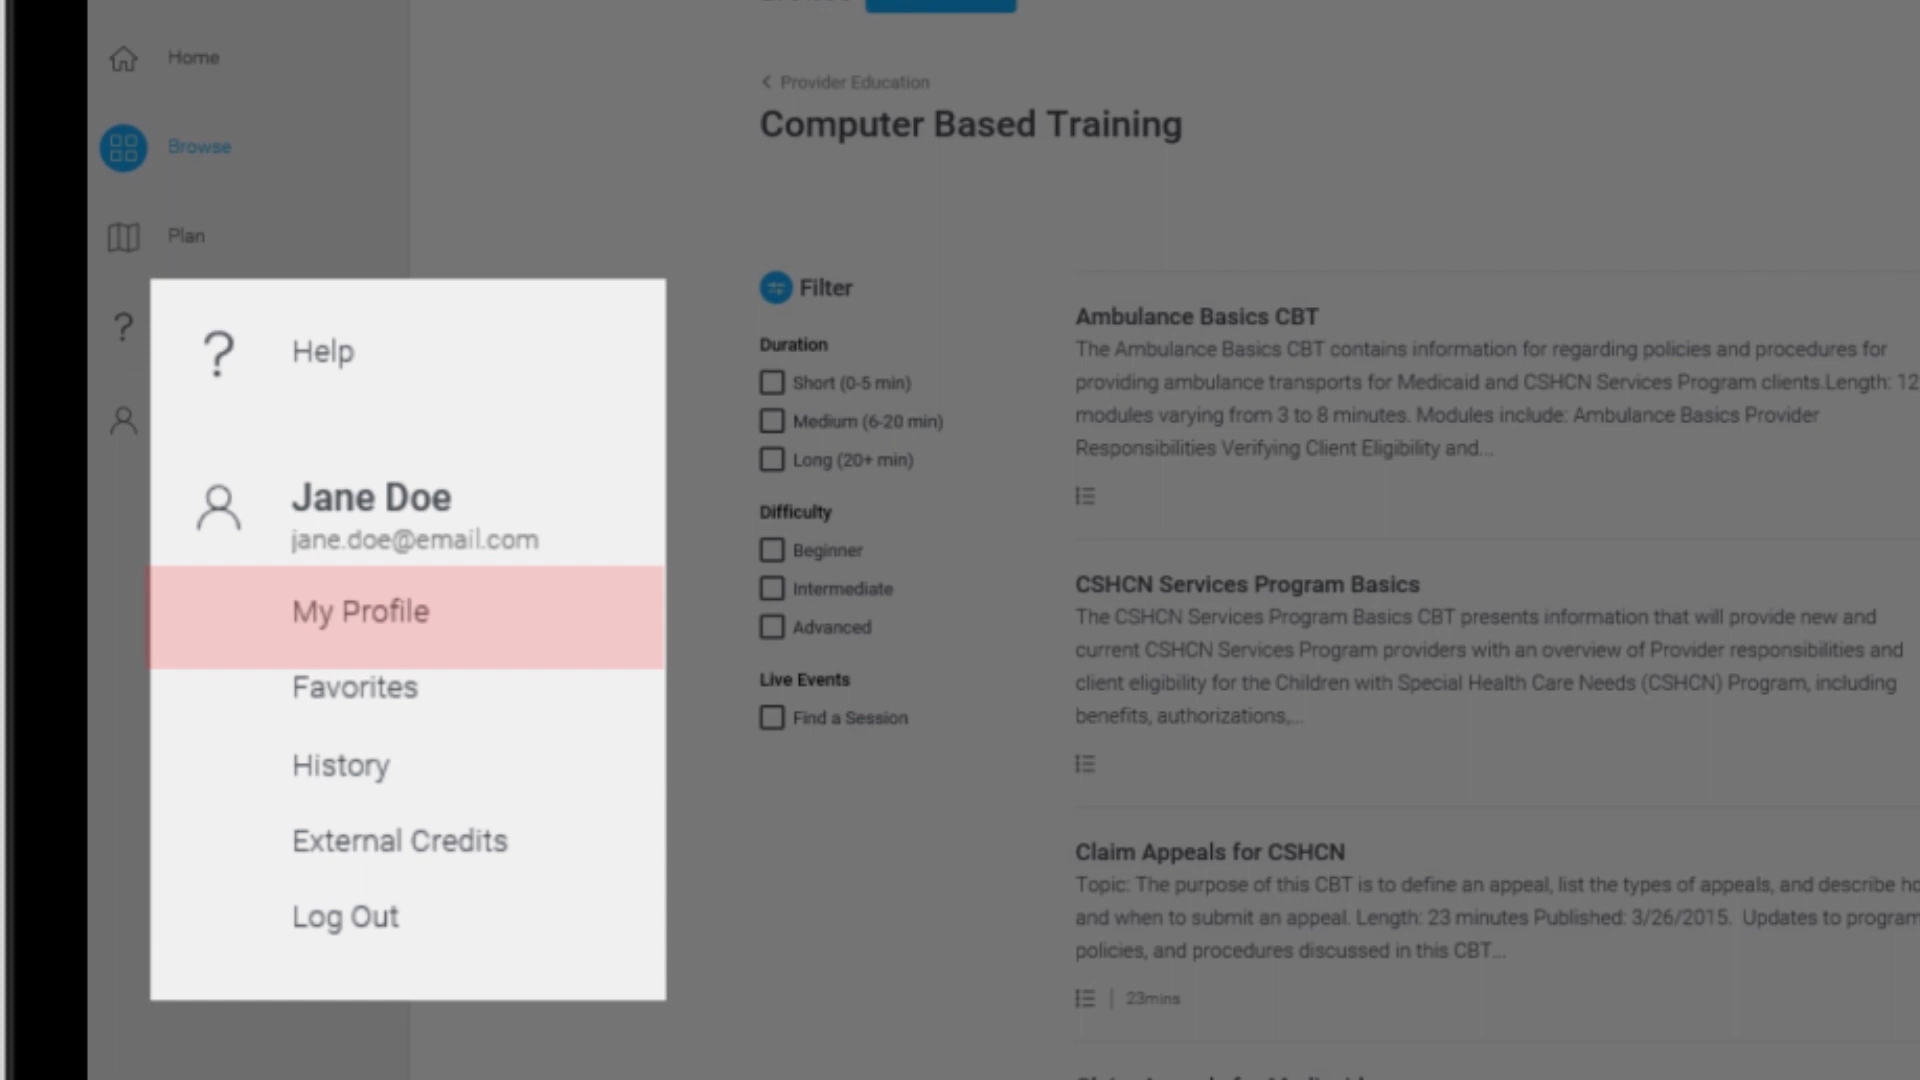 Home
Browse
Plan
Help
Jane Doe
jane.doe@email.com
My Profile
Favorites
History
External Credits
Log Out
Provider Education
Computer Based Training
Filter
Duration
Short (0-5 min)
Medium (6-20 min)
Long (20+ min)
Difficulty
Beginner
Intermediate
Advanced
Live Events
Find a Session
Ambulance Basics CBT
The Ambulance Basics CBT contains information for regarding policies and procedures for
providing ambulance transports for Medicaid and CSHCN Services Program clients.Length: 12
modules varying from 3 to 8 minutes. Modules include: Ambulance Basics Provider
Responsibilities Verifying Client Eligibility and...
CSHCN Services Program Basics
The CSHCN Services Program Basics CBT presents information that will provide new and
current CSHCN Services Program providers with an overview of Provider responsibilities and
client eligibility for the Children with Special Health Care Needs (CSHCN) Program, including
benefits, authorizations,...
Claim Appeals for CSHCN
Topic: The purpose of this CBT is to define an appeal, list the types of appeals, and describe
and when to submit an appeal. Length: 23 minutes Published: 3/26/2015. Updates to program
policies, and procedures discussed in this CBT...
23mins